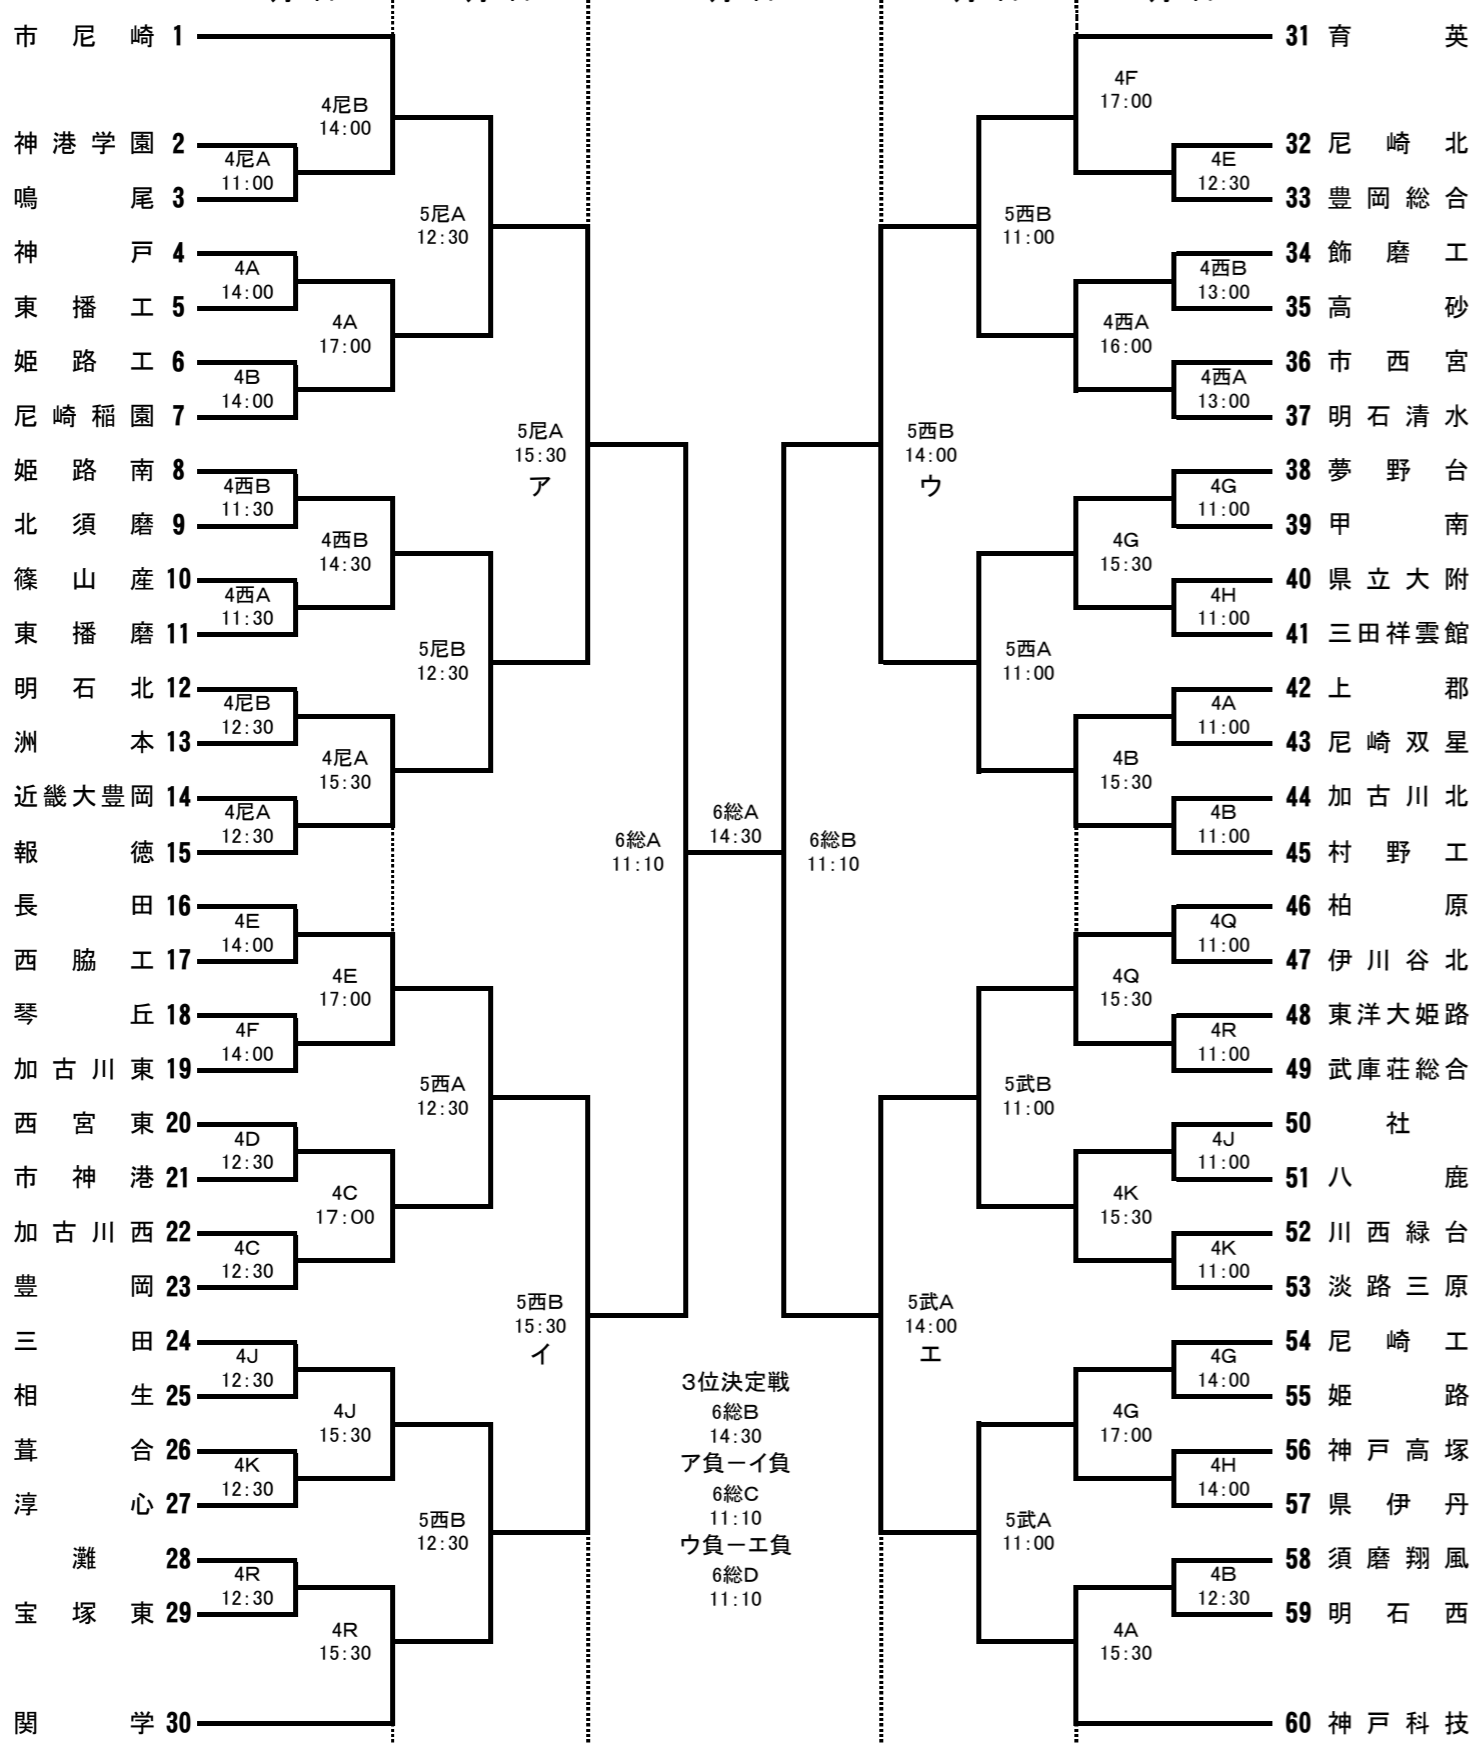 市尼崎 1
4尼B
14:00
神港学園 2
4尼A
11:00
鳴尾 3
5尼A
12:30
神戸 4
4A
14:00
東播工 5
4A
17:00
姫路工 6
4B
14:00
尼崎稲園 7
5尼A
15:30
ア
姫路南 8
4西B
11:30
北須磨 9
4西B
14:30
篠山産 10
4西A
11:30
東播磨 11
5尼B
12:30
明石北 12
4尼B
12:30
洲本 13
4尼A
15:30
近畿大豊岡 14
4尼A
12:30
報徳 15
6総A
11:10
長田 16
4E
14:00
西脇工 17
4E
17:00
琴丘 18
4F
14:00
加古川東 19
5西A
12:30
西宮東 20
4D
12:30
市神港 21
4C
17:00
加古川西 22
4C
12:30
豊岡 23
5西B
15:30
イ
三田 24
4J
12:30
相生 25
4J
15:30
葺合 26
4K
12:30
淳心 27
5西B
12:30
灘 28
4R
12:30
宝塚東 29
4R
15:30
関学 30
6総A
14:30
3位決定戦
6総B
14:30
ア負－イ負
6総C
11:10
ウ負－エ負
6総D
11:10
31 育英
4F
17:00
32 尼崎北
4E
12:30
33 豊岡総合
5西B
11:00
34 飾磨工
4西B
13:00
35 高砂
4西A
16:00
36 市西宮
4西A
13:00
37 明石清水
5西B
14:00
ウ
38 夢野台
4G
11:00
39 甲南
4G
15:30
40 県立大附
4H
11:00
41 三田祥雲館
5西A
11:00
42 上郡
4A
11:00
43 尼崎双星
4B
15:30
44 加古川北
4B
11:00
45 村野工
6総B
11:10
46 柏原
4Q
11:00
47 伊川谷北
4Q
15:30
48 東洋大姫路
4R
11:00
49 武庫荘総合
5武B
11:00
50 社
4J
11:00
51 八鹿
4K
15:30
52 川西緑台
4K
11:00
53 淡路三原
5武A
14:00
エ
54 尼崎工
4G
14:00
55 姫路
4G
17:00
56 神戸高塚
4H
14:00
57 県伊丹
5武A
11:00
58 須磨翔風
4B
12:30
59 明石西
4A
15:30
60 神戸科技